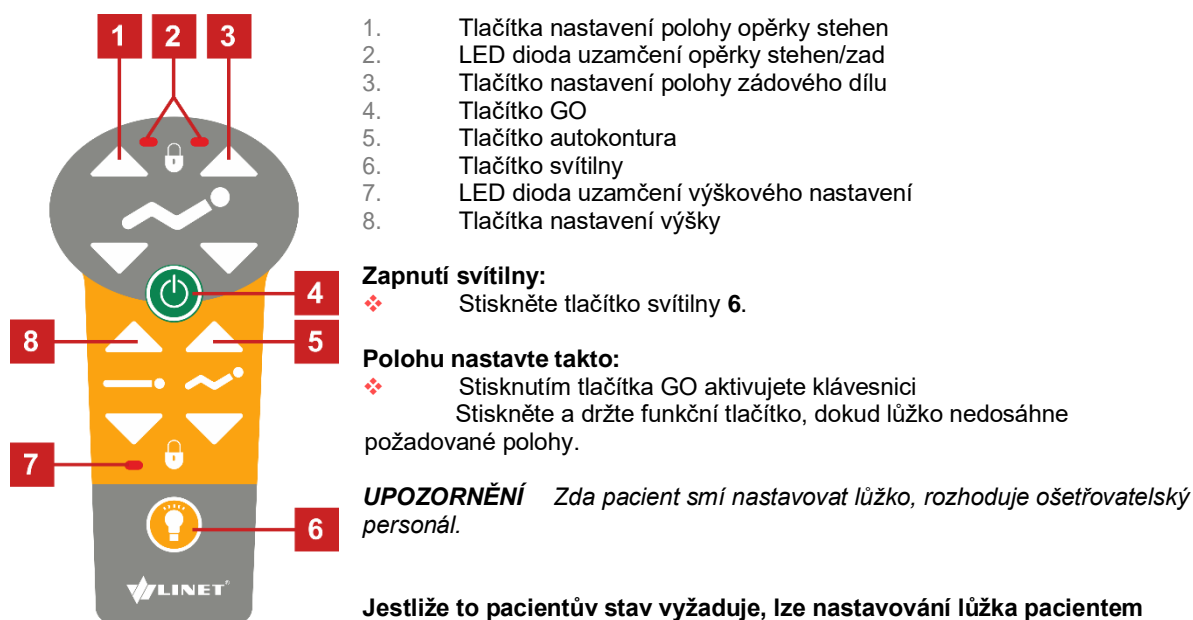 1 2 3
4
8 5
7
6
LINET®
1. Tlačítka nastavení polohy opěrky stehen
2. LED dioda uzamčení opěrky stehen/zad
3. Tlačítko nastavení polohy zádového dílu
4. Tlačítko GO
5. Tlačítko autokontura
6. Tlačítko svítilny
7. LED dioda uzamčení výškového nastavení
8. Tlačítka nastavení výšky
Zapnutí svítilny:
❖ Stiskněte tlačítko svítilny 6.
Polohu nastavte takto:
❖ Stisknutím tlačítka GO aktivujete klávesnici
Stiskněte a držte funkční tlačítko, dokud lůžko nedosáhne
požadované polohy.
UPOZORNĚNÍ Zda pacient smí nastavovat lůžko, rozhoduje ošetřovatelský
personál.
Jestliže to pacientův stav vyžaduje, lze nastavování lůžka pacientem